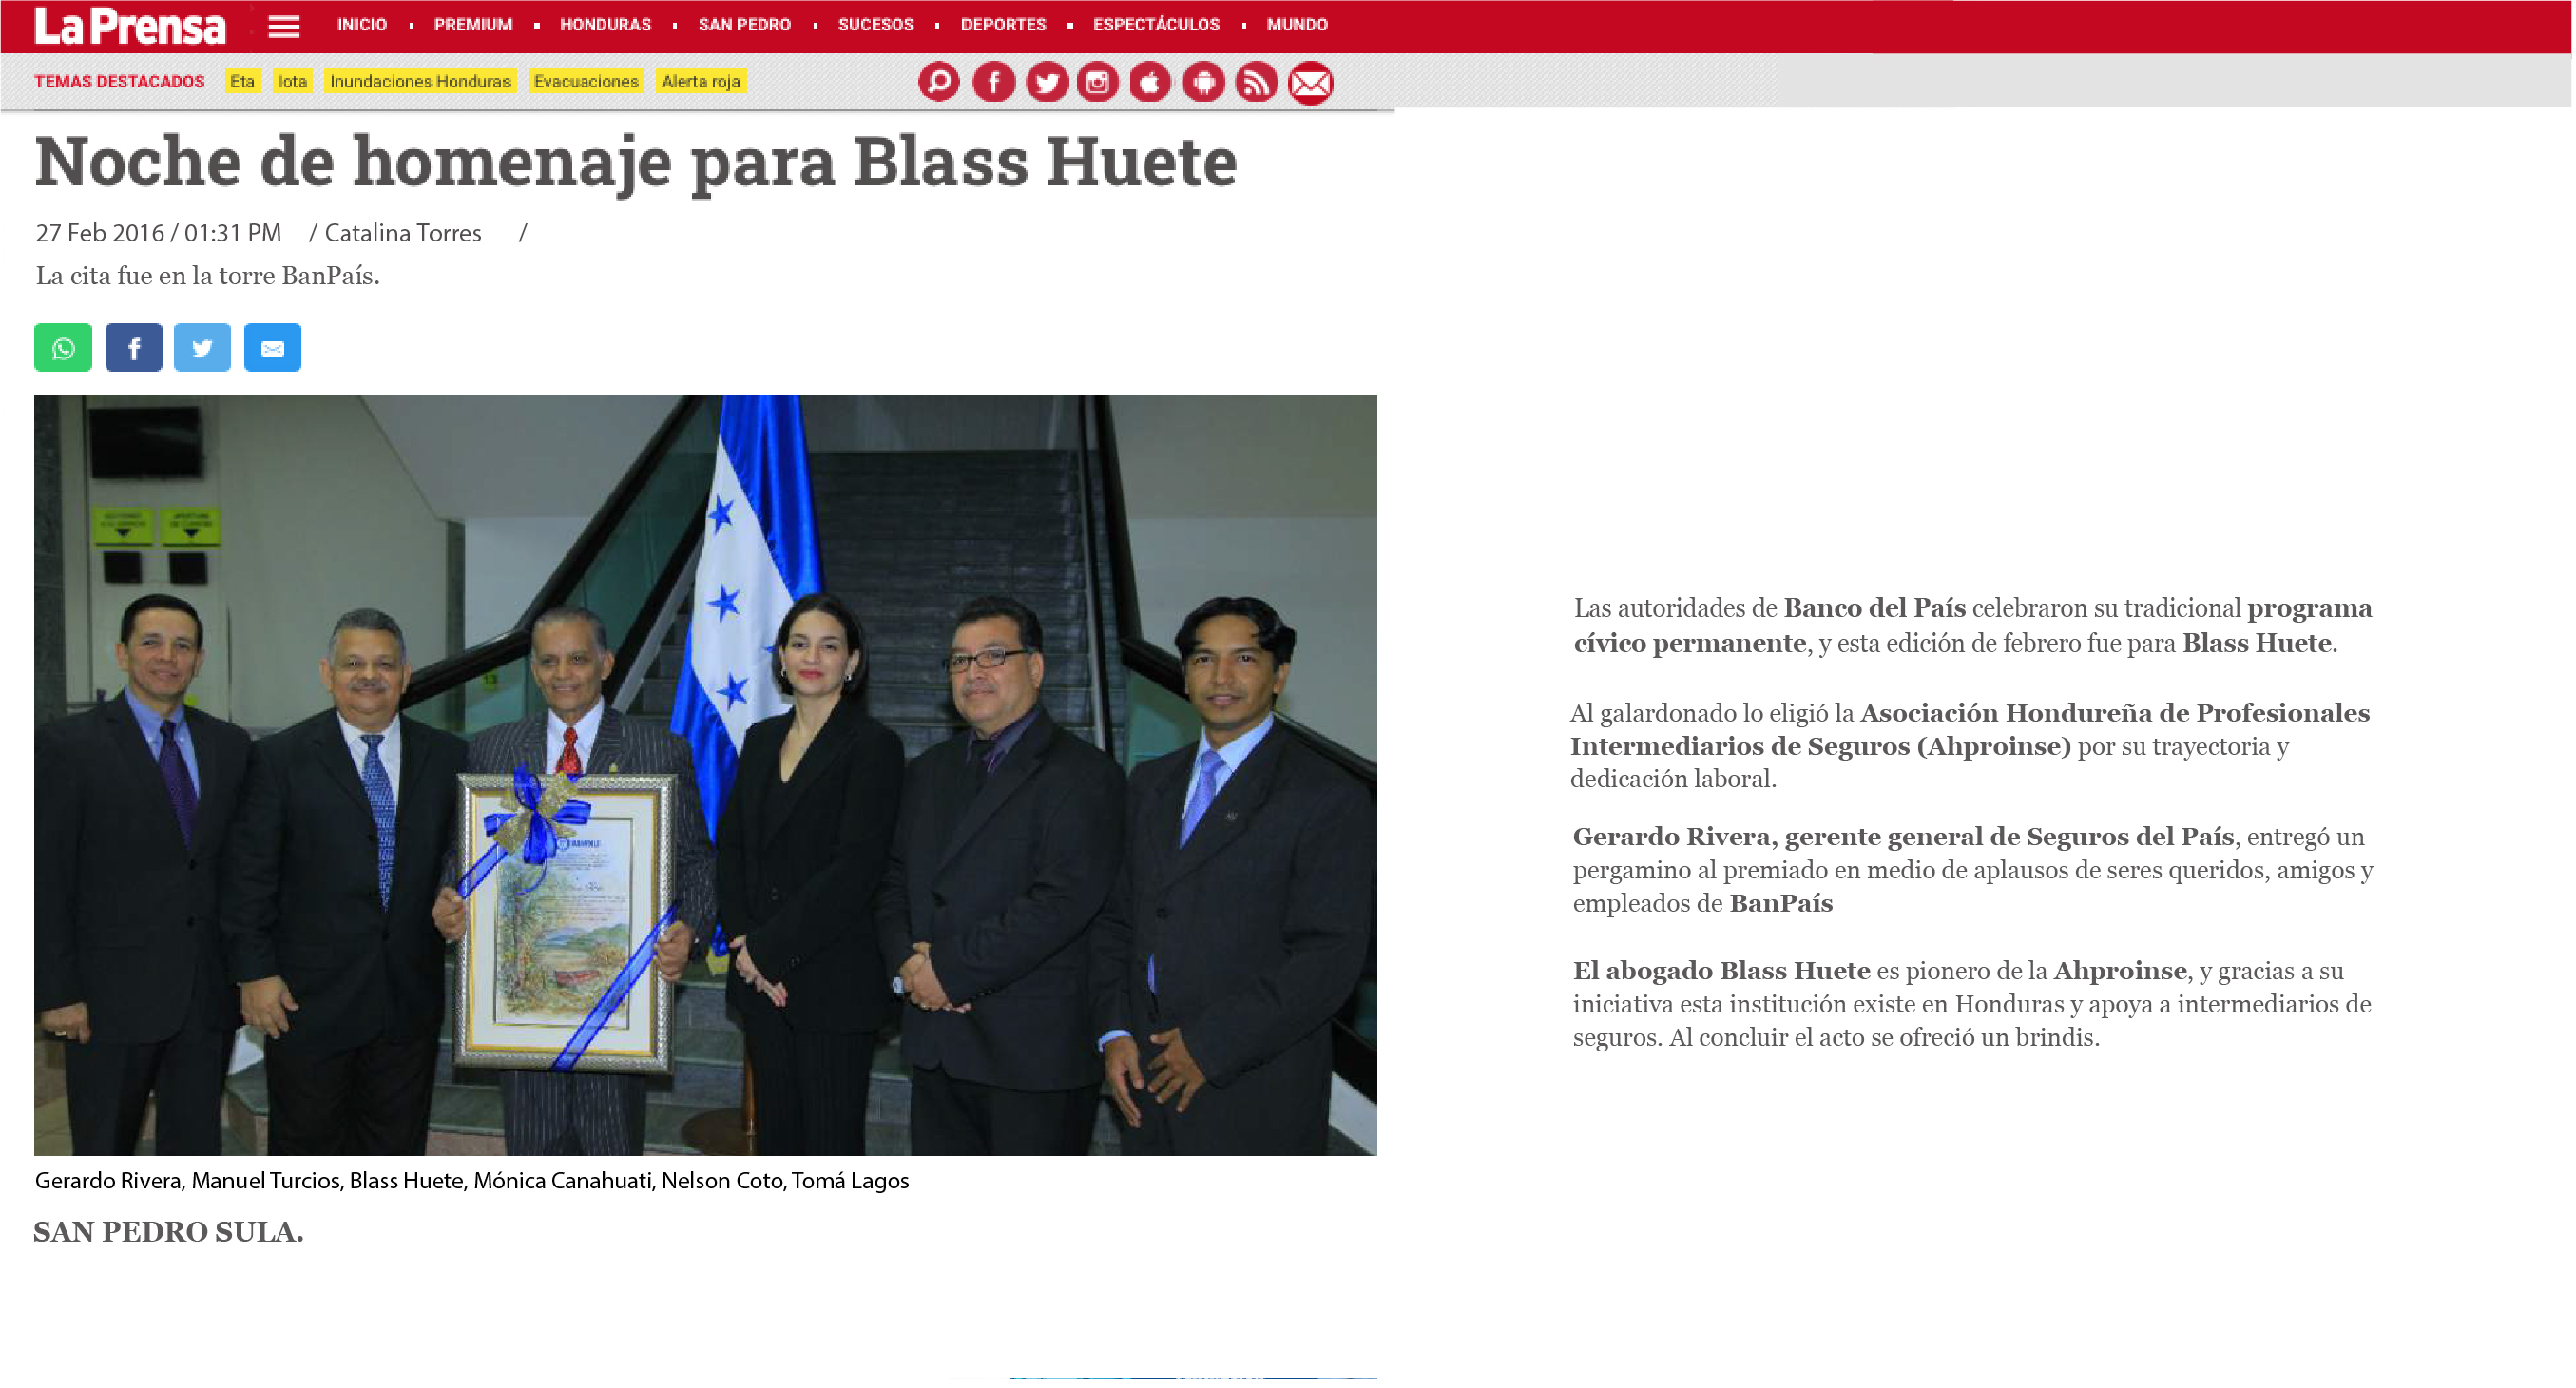 La Prensa
INICIO · PREMIUM · HONDURAS · SAN PEDRO · SUCESOS · DEPORTES · ESPECTÁCULOS · MUNDO
TEMAS DESTACADOS Eta Iota Inundaciones Honduras Evacuaciones Alerta roja
Noche de homenaje para Blass Huete
27 Feb 2016 / 01:31 PM / Catalina Torres /
La cita fue en la torre BanPaís.
Gerardo Rivera, Manuel Turcios, Blass Huete, Mónica Canahuati, Nelson Coto, Tomá Lagos
SAN PEDRO SULA.
Las autoridades de Banco del País celebraron su tradicional programa
cívico permanente, y esta edición de febrero fue para Blass Huete.
Al galardonado lo eligió la Asociación Hondureña de Profesionales
Intermediarios de Seguros (Ahproinse) por su trayectoria y
dedicación laboral.
Gerardo Rivera, gerente general de Seguros del País, entregó un
pergamino al premiado en medio de aplausos de seres queridos, amigos y
empleados de BanPaís
El abogado Blass Huete es pionero de la Ahproinse, y gracias a su
iniciativa esta institución existe en Honduras y apoya a intermediarios de
seguros. Al concluir el acto se ofreció un brindis.